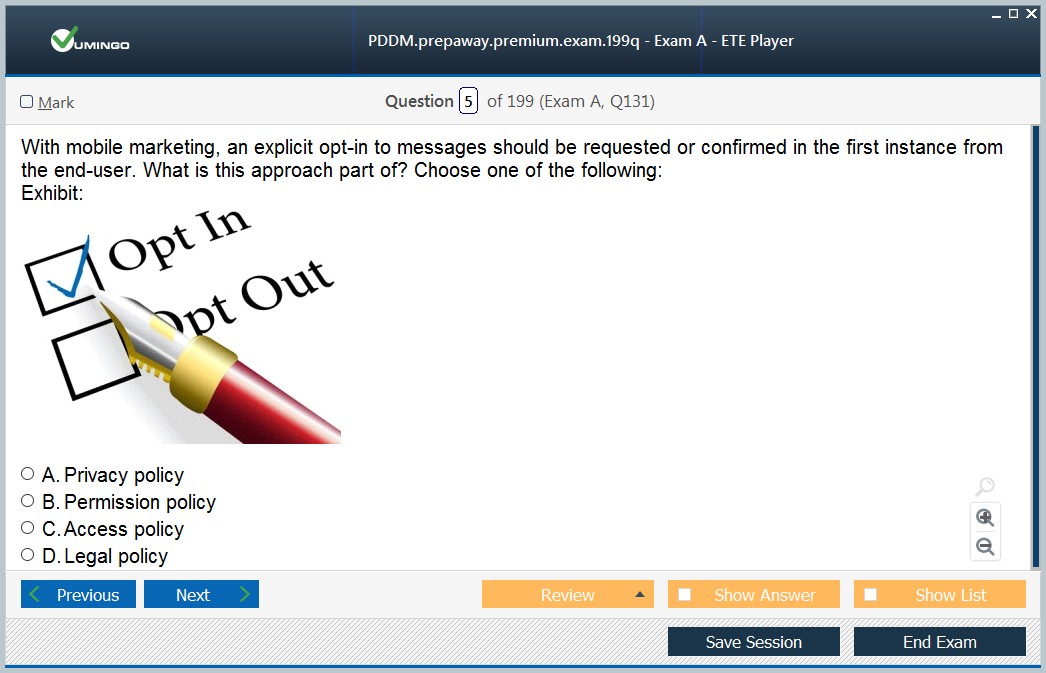 VUMINGO
PDDM.prepaway.premium.exam.199q - Exam A - ETE Player
Mark
Question 5 of 199 (Exam A, Q131)
With mobile marketing, an explicit opt-in to messages should be requested or confirmed in the first instance from
the end-user. What is this approach part of? Choose one of the following:
Exhibit:
Opt In
Opt Out
A. Privacy policy
B. Permission policy
C. Access policy
D. Legal policy
Previous
Next
Review
Show Answer
Show List
Save Session
End Exam